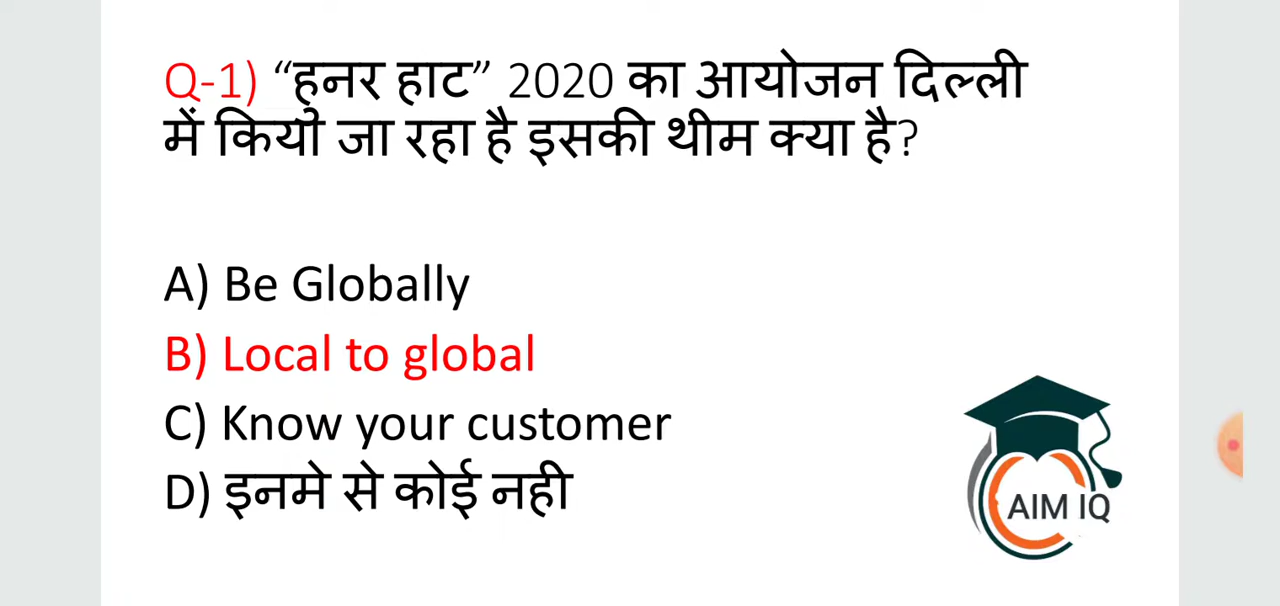 Q-1) “हुनर हाट” 2020 का आयोजन दिल्ली
में किया जा रहा है इसकी थीम क्या है?
A) Be Globally
B) Local to global
C) Know your customer
D) इनमे से कोई नही
AIM IQ